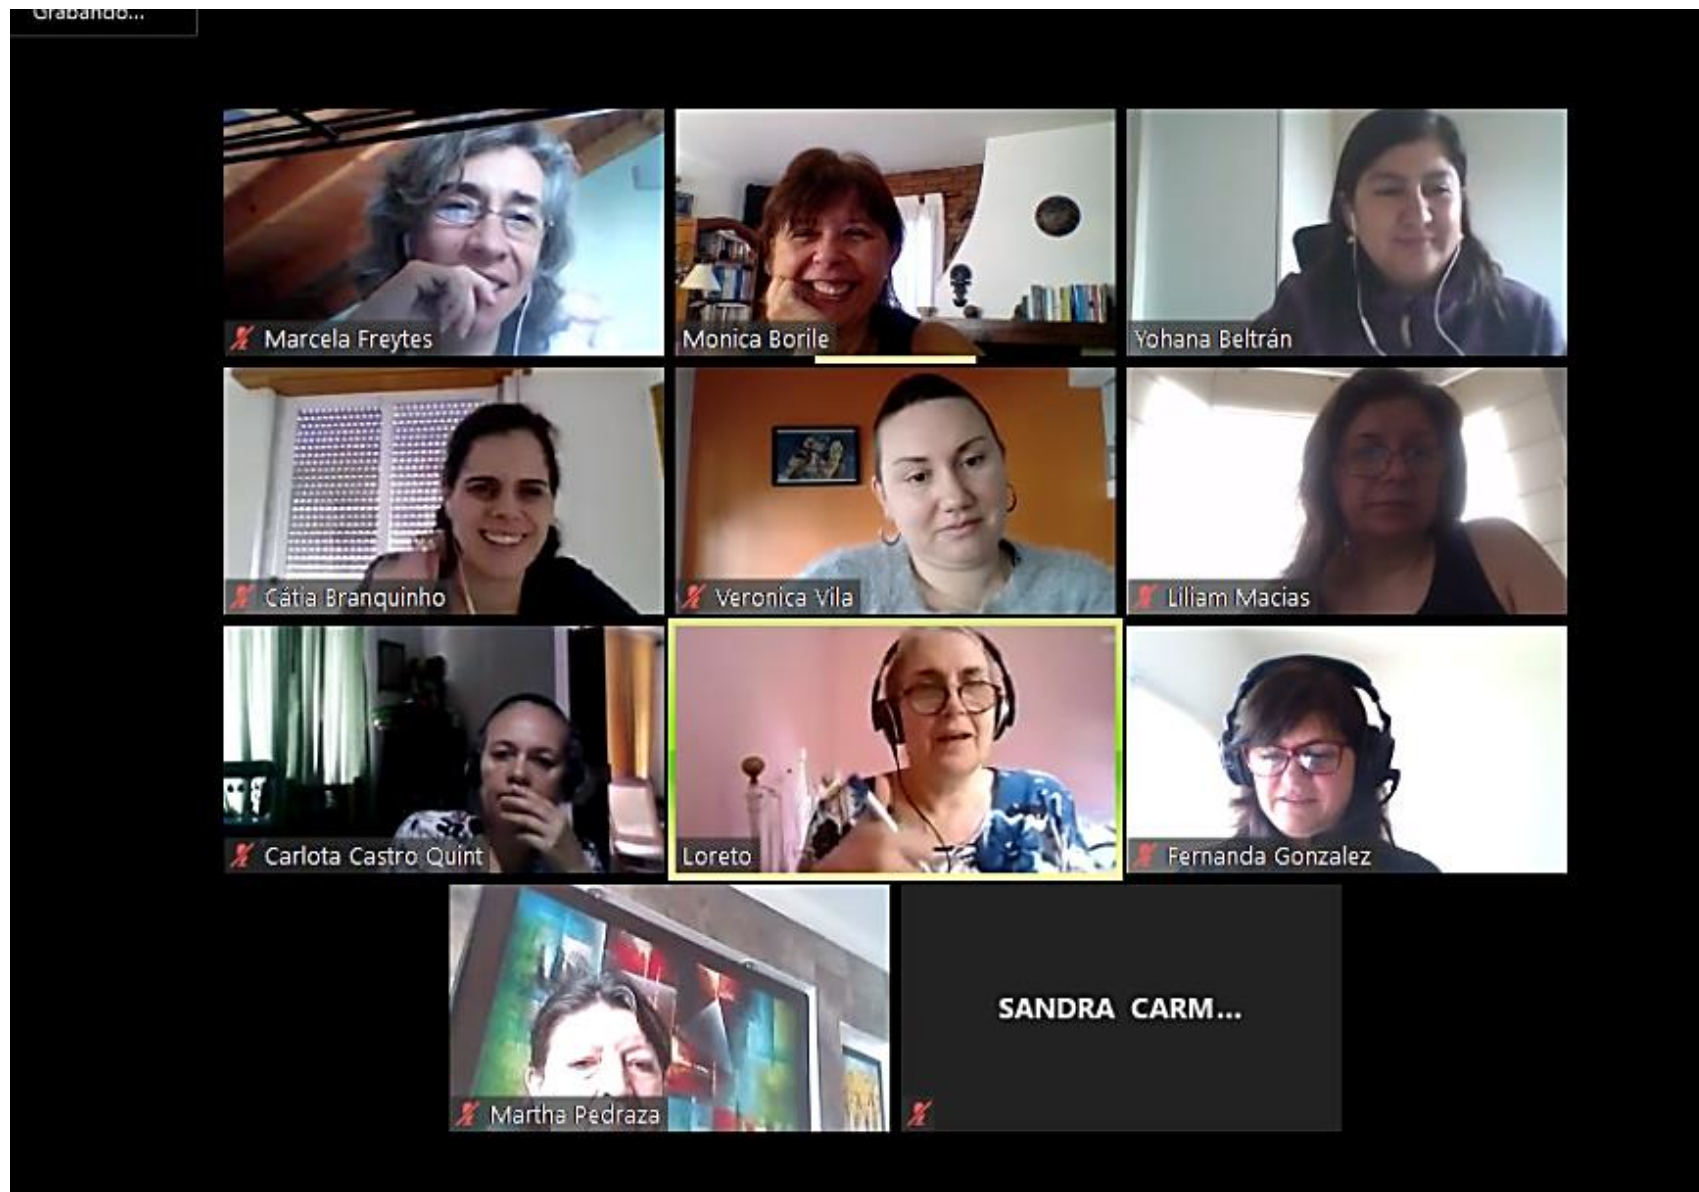 Grabando...
Marcela Freytes
Monica Borile
Yohana Beltrán
Cátia Branquinho
Veronica Vila
Liliam Macias
Carlota Castro Quint
Loreto
Fernanda Gonzalez
Martha Pedraza
SANDRA CARM...